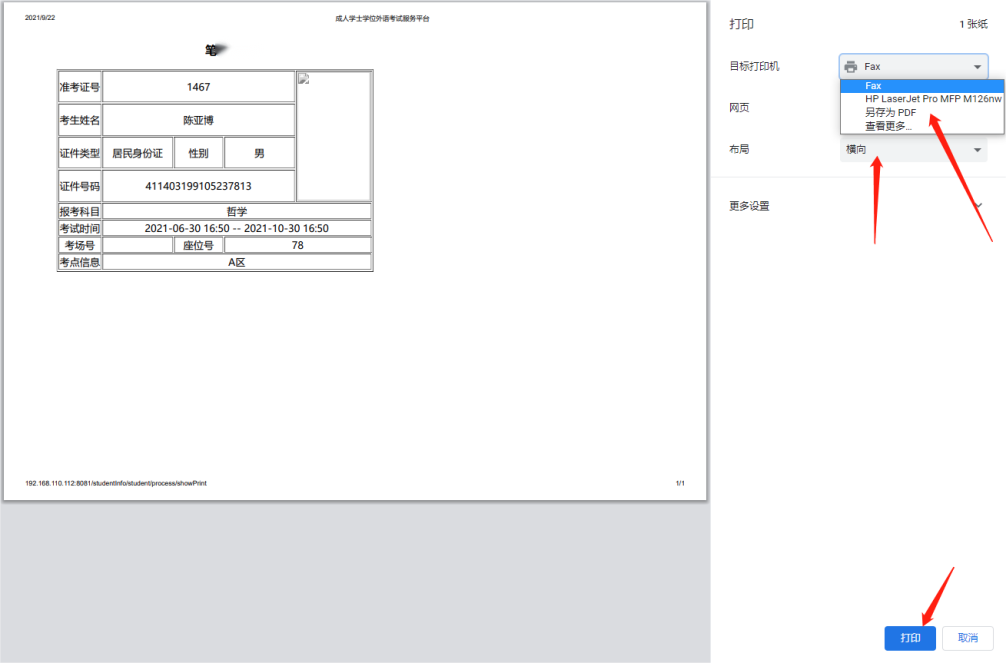 2021/9/22 成人学士学位外语考试服务平台
笔
准考证号 1467
考生姓名 陈亚博
证件类型 居民身份证 性别 男
证件号码 411403199105237813
报考科目 哲学
考试时间 2021-06-30 16:50 -- 2021-10-30 16:50
考场号 座位号 78
考点信息 A区
192.168.110.112:8081/studentInfo/student/process/showPrint 1/1
打印 1 张纸
目标打印机 Fax
Fax
HP LaserJet Pro MFP M126nw
另存为 PDF
查看更多...
网页
布局 横向
更多设置
打印 取消